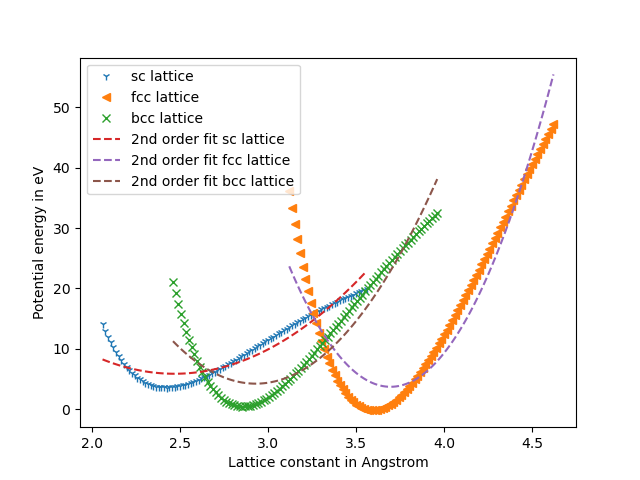 sc lattice
fcc lattice
bcc lattice
2nd order fit sc lattice
2nd order fit fcc lattice
2nd order fit bcc lattice
50
40
30
20
10
0
Potential energy in eV
2.0 2.5 3.0 3.5 4.0 4.5
Lattice constant in Angstrom